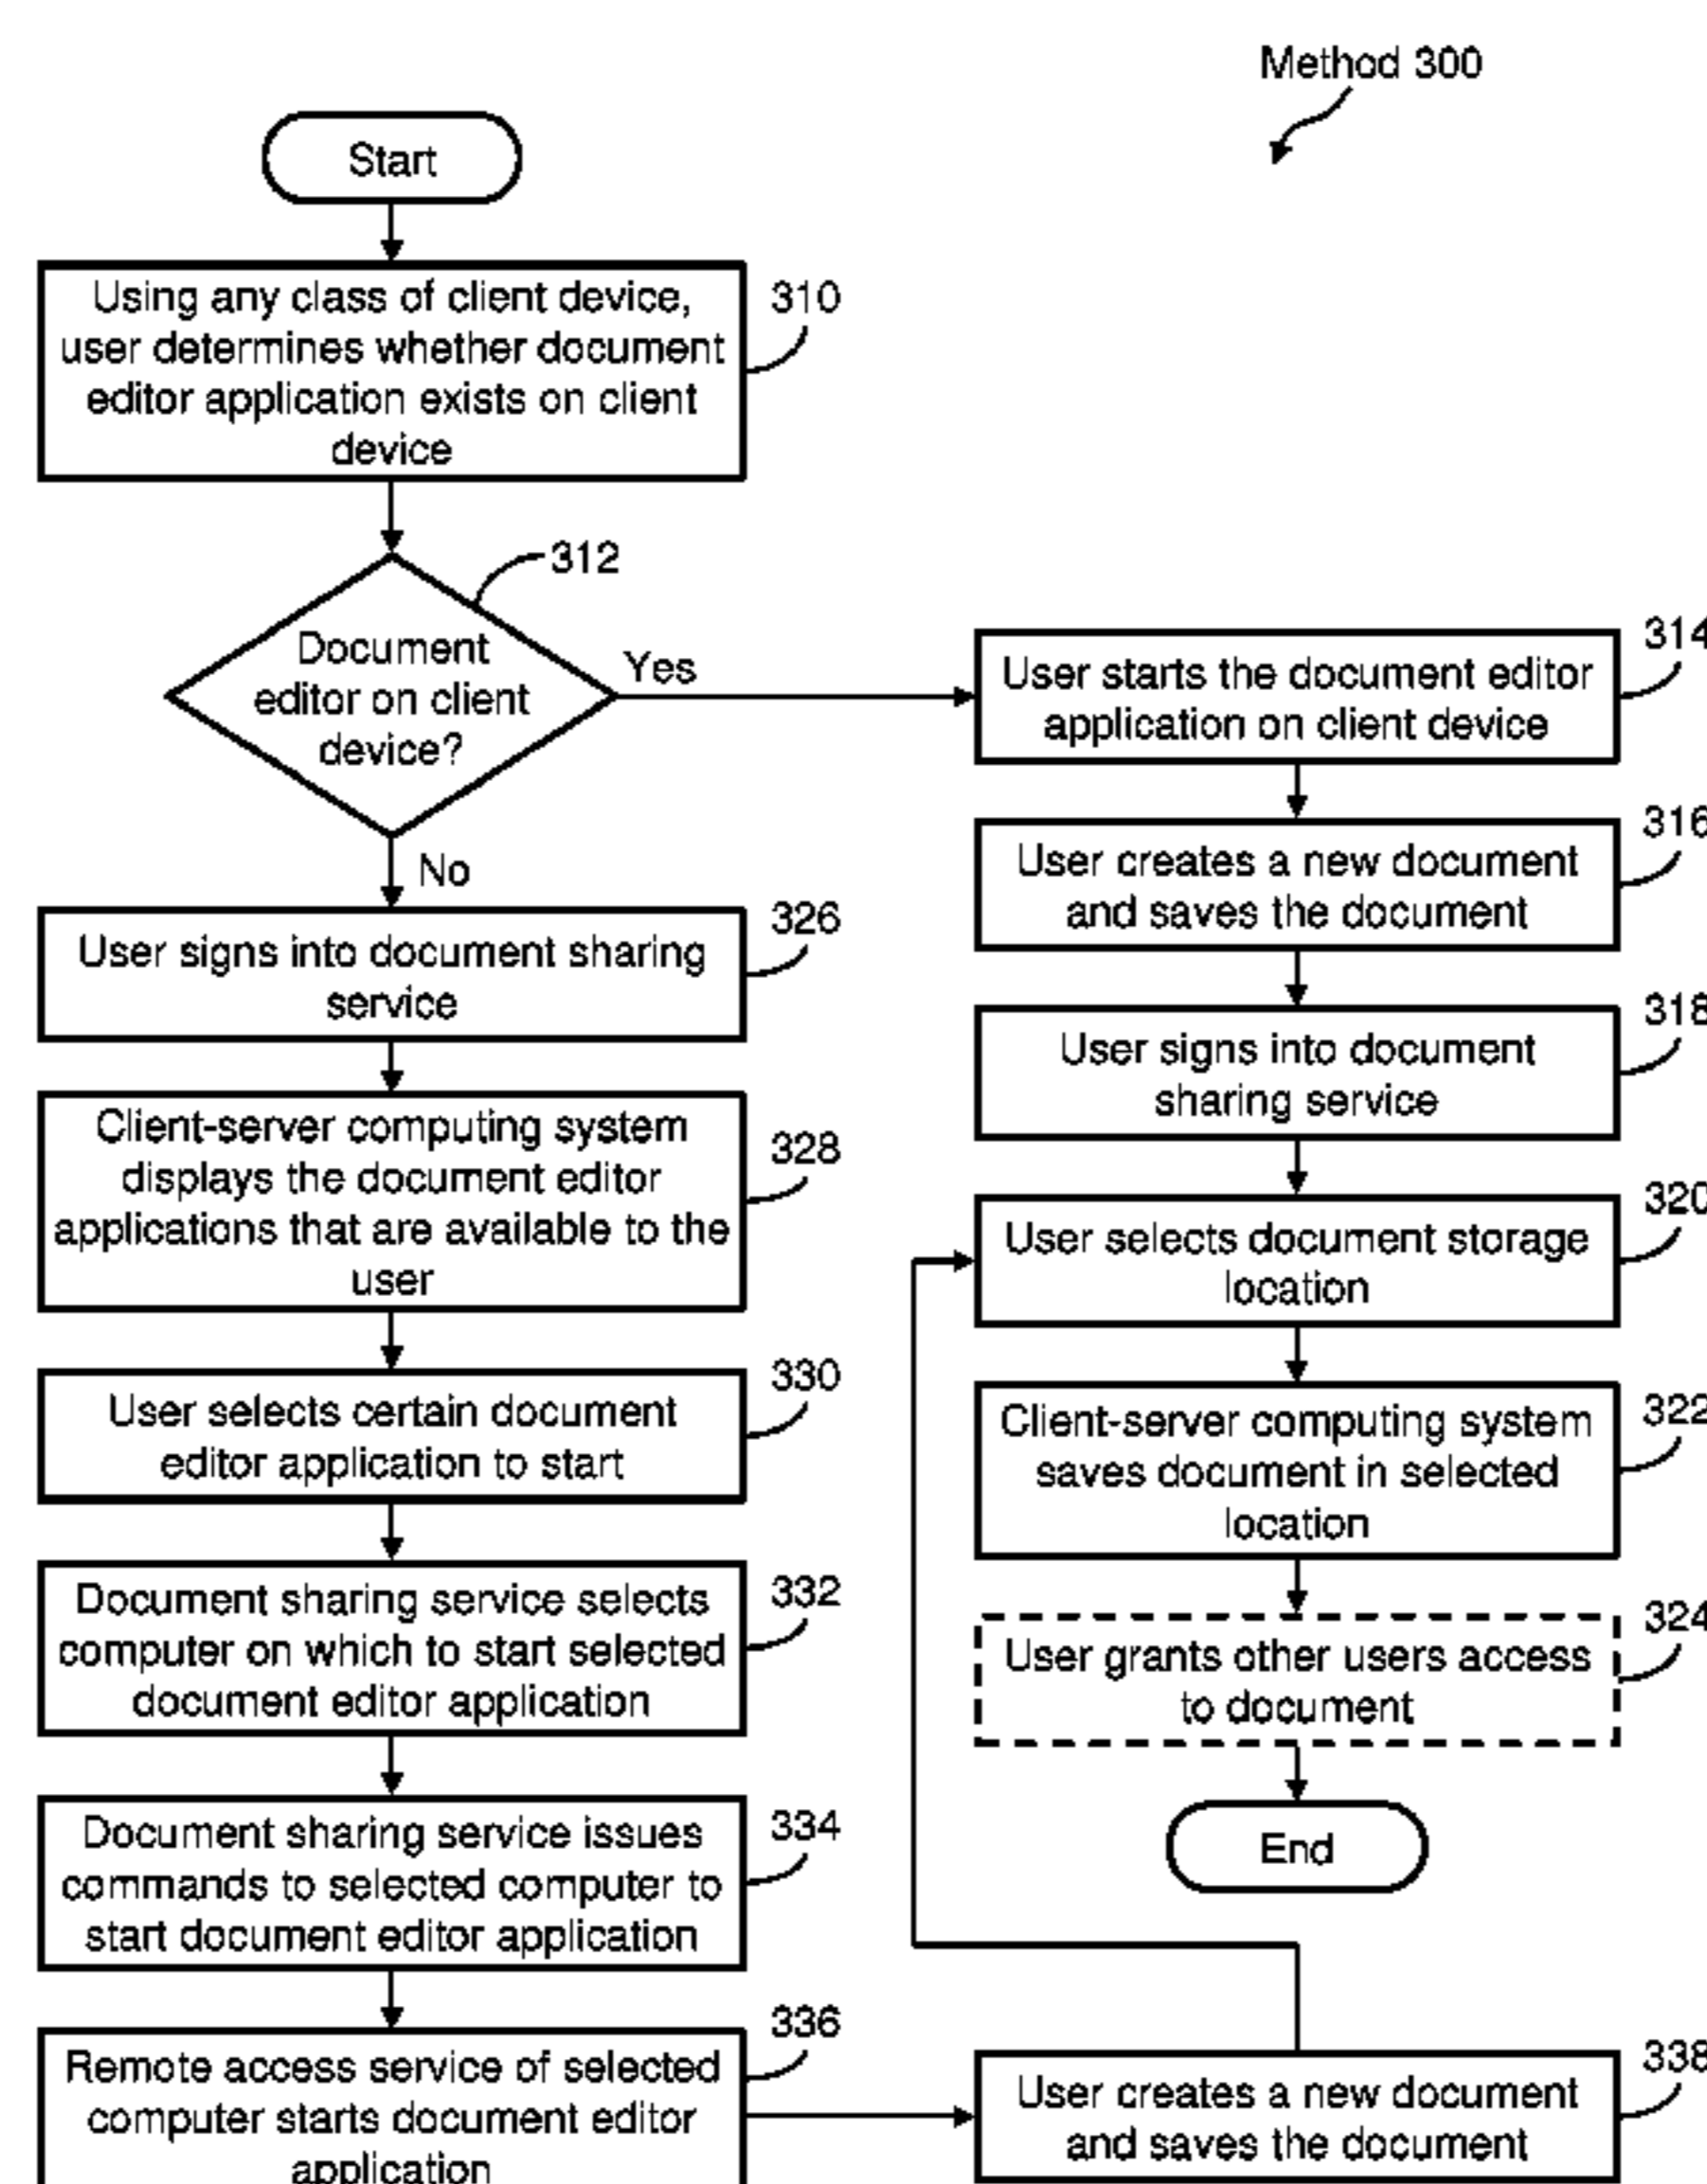 Method 300
Start
Using any class of client device,
user determines whether document
editor application exists on client
device
310
312
Document
editor on client
device?
Yes
No
314
User starts the document editor
application on client device
316
User creates a new document
and saves the document
318
User signs into document
sharing service
320
User selects document storage
location
322
Client-server computing system
saves document in selected
location
324
User grants other users access
to document
End
326
User signs into document sharing
service
328
Client-server computing system
displays the document editor
applications that are available to the
user
330
User selects certain document
editor application to start
332
Document sharing service selects
computer on which to start selected
document editor application
334
Document sharing service issues
commands to selected computer to
start document editor application
336
Remote access service of selected
computer starts document editor
application
338
User creates a new document
and saves the document